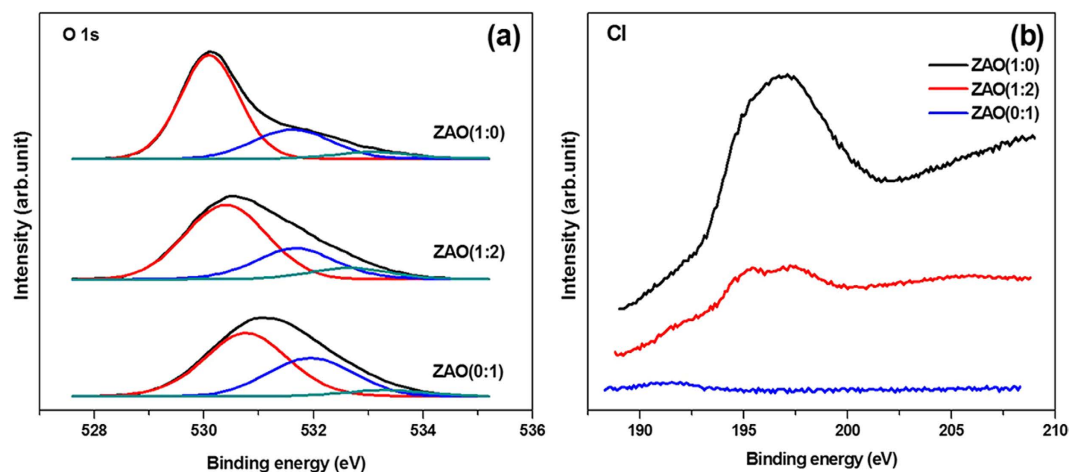 O 1s
(a)
ZAO(1:0)
ZAO(1:2)
ZAO(0:1)
Intensity (arb.unit)
528 530 532 534 536
Binding energy (eV)
Cl
(b)
ZAO(1:0)
ZAO(1:2)
ZAO(0:1)
Intensity (arb.unit)
190 195 200 205 210
Binding energy (eV)